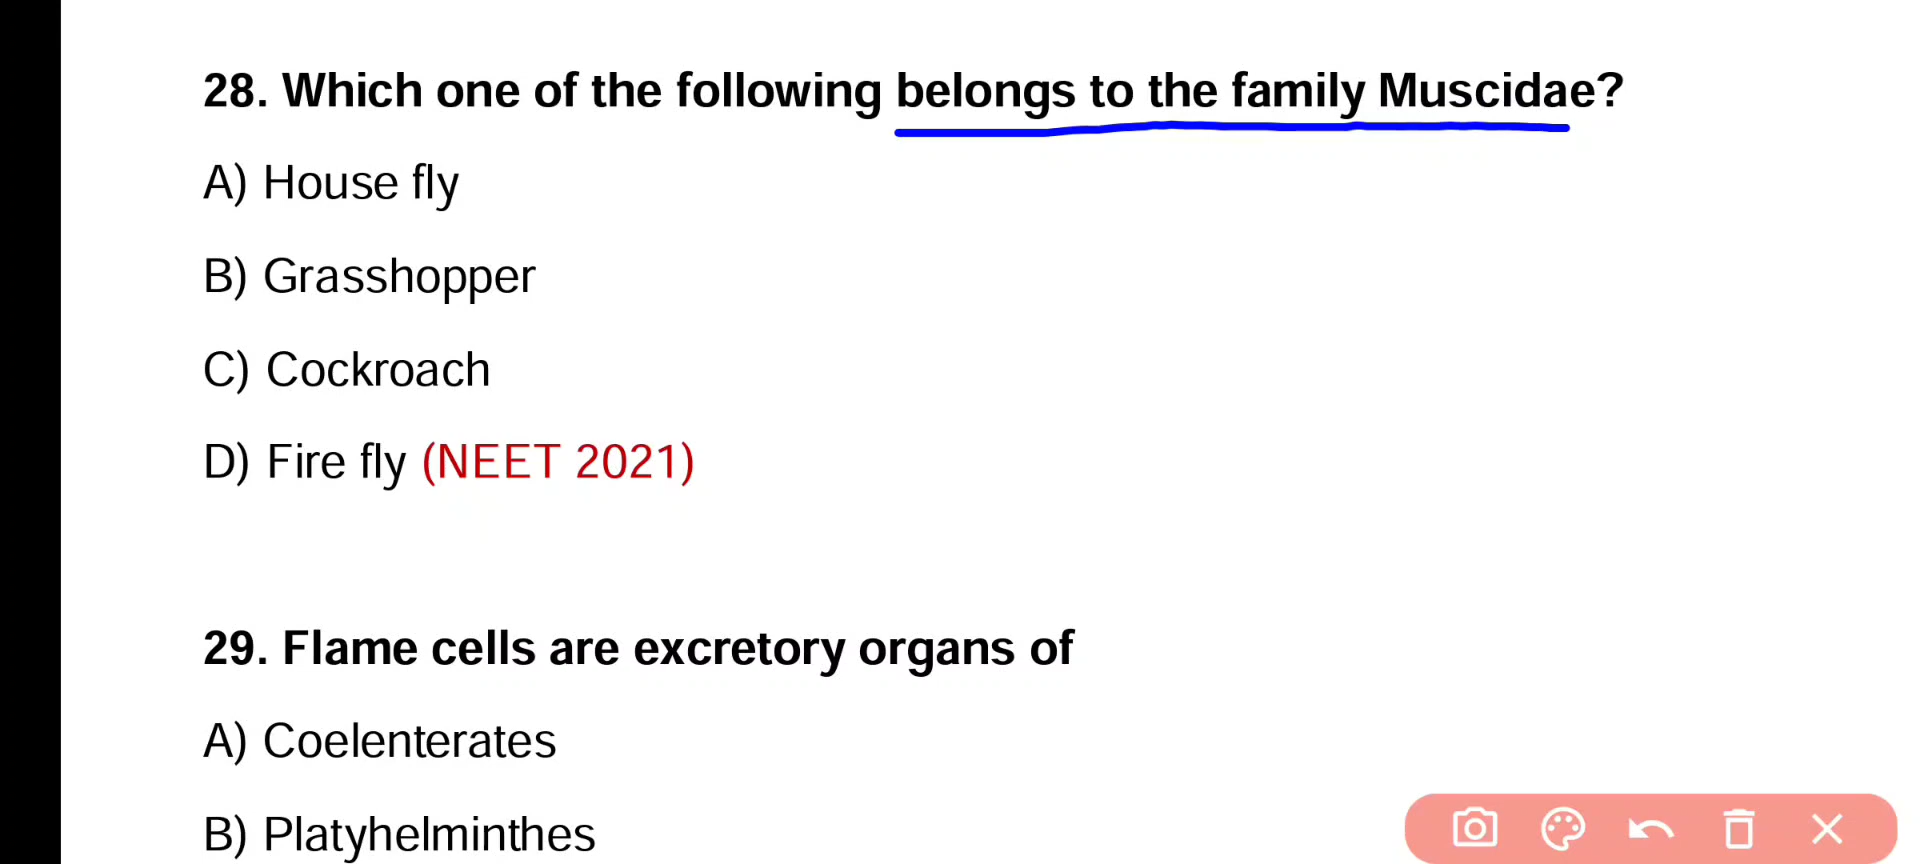 28. Which one of the following belongs to the family Muscidae?
A) House fly
B) Grasshopper
C) Cockroach
D) Fire fly (NEET 2021)
29. Flame cells are excretory organs of
A) Coelenterates
B) Platyhelminthes